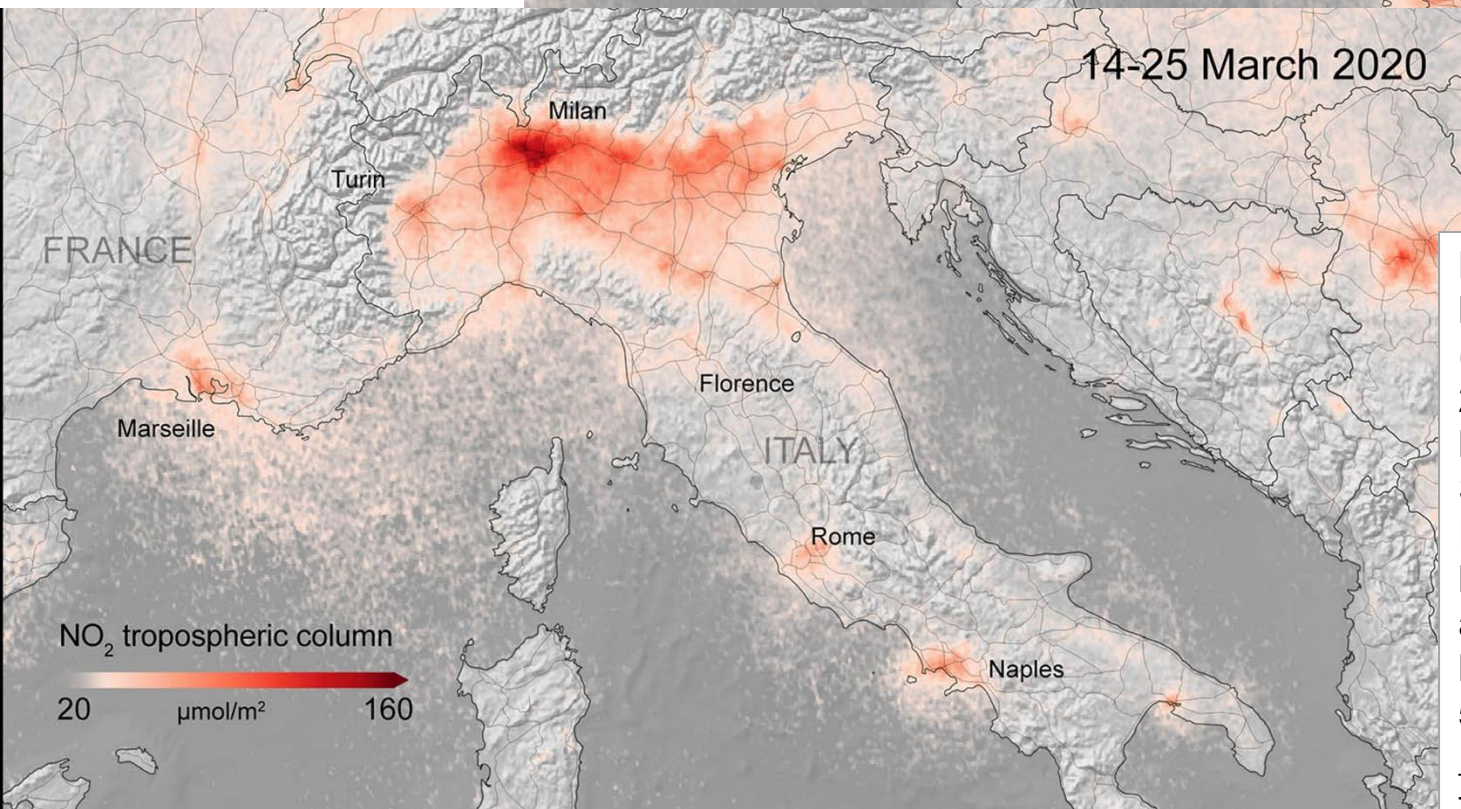 14-25 March 2020
Milan
Turin
FRANCE
Florence
Marseille
ITALY
Rome
NO₂ tropospheric column
Naples
20 µmol/m² 160